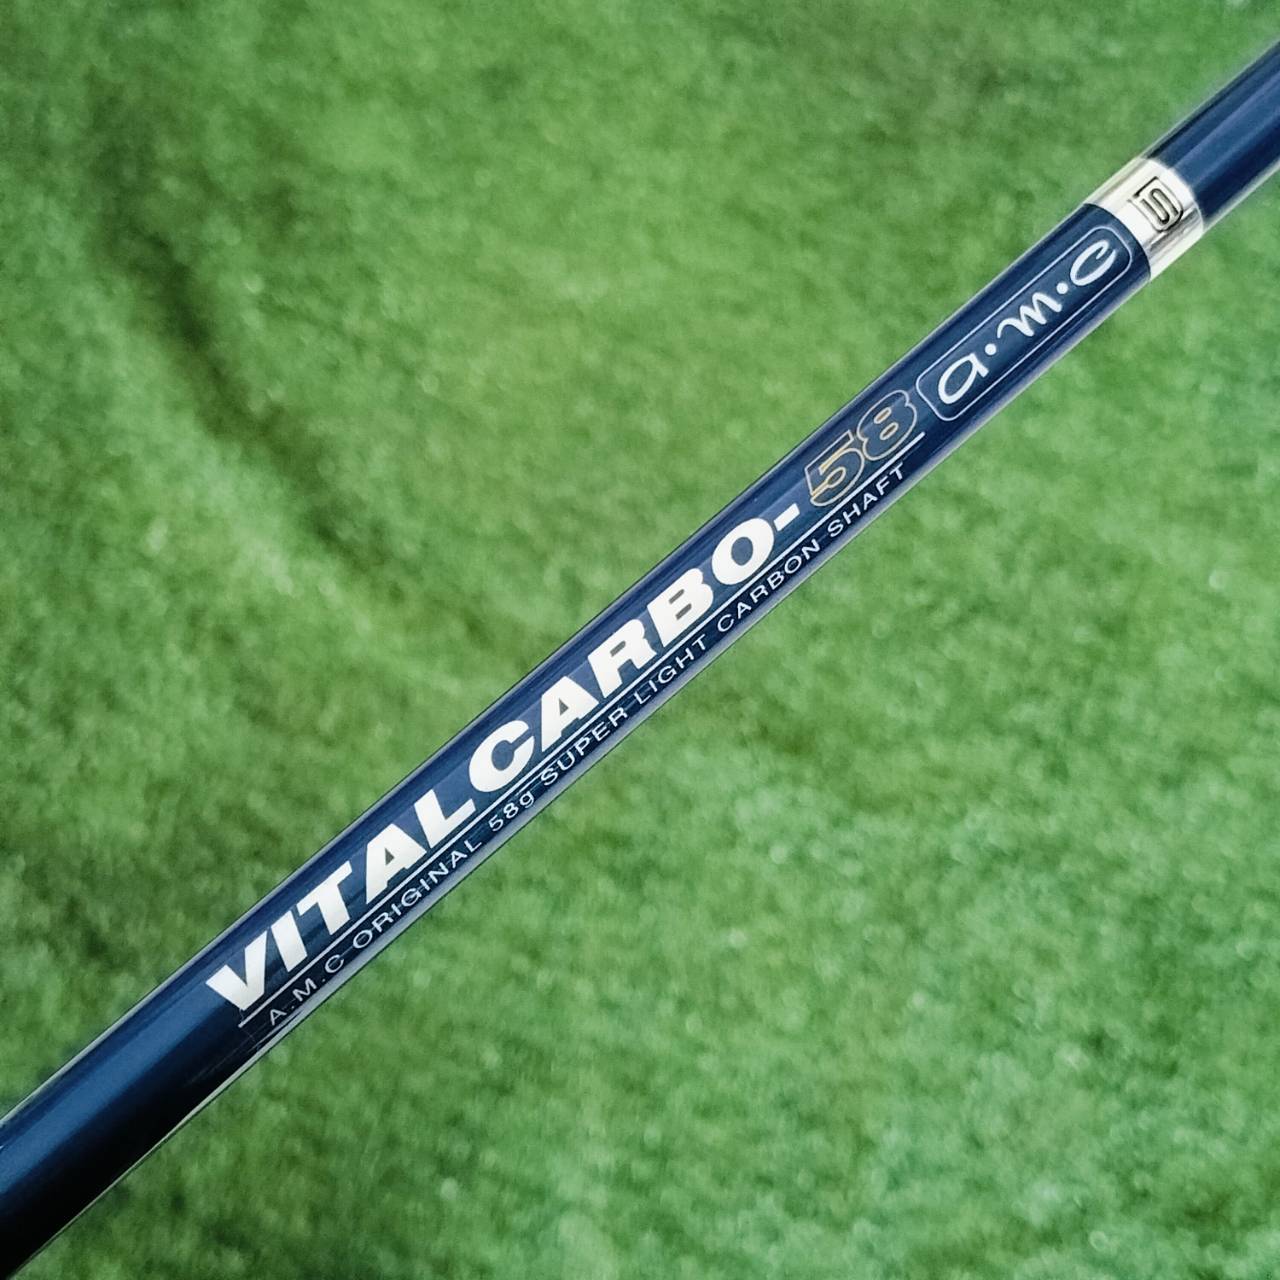 VITALCARBO-58
A.M.C ORIGINAL 58g SUPER LIGHT CARBON SHAFT
a·m·c
S